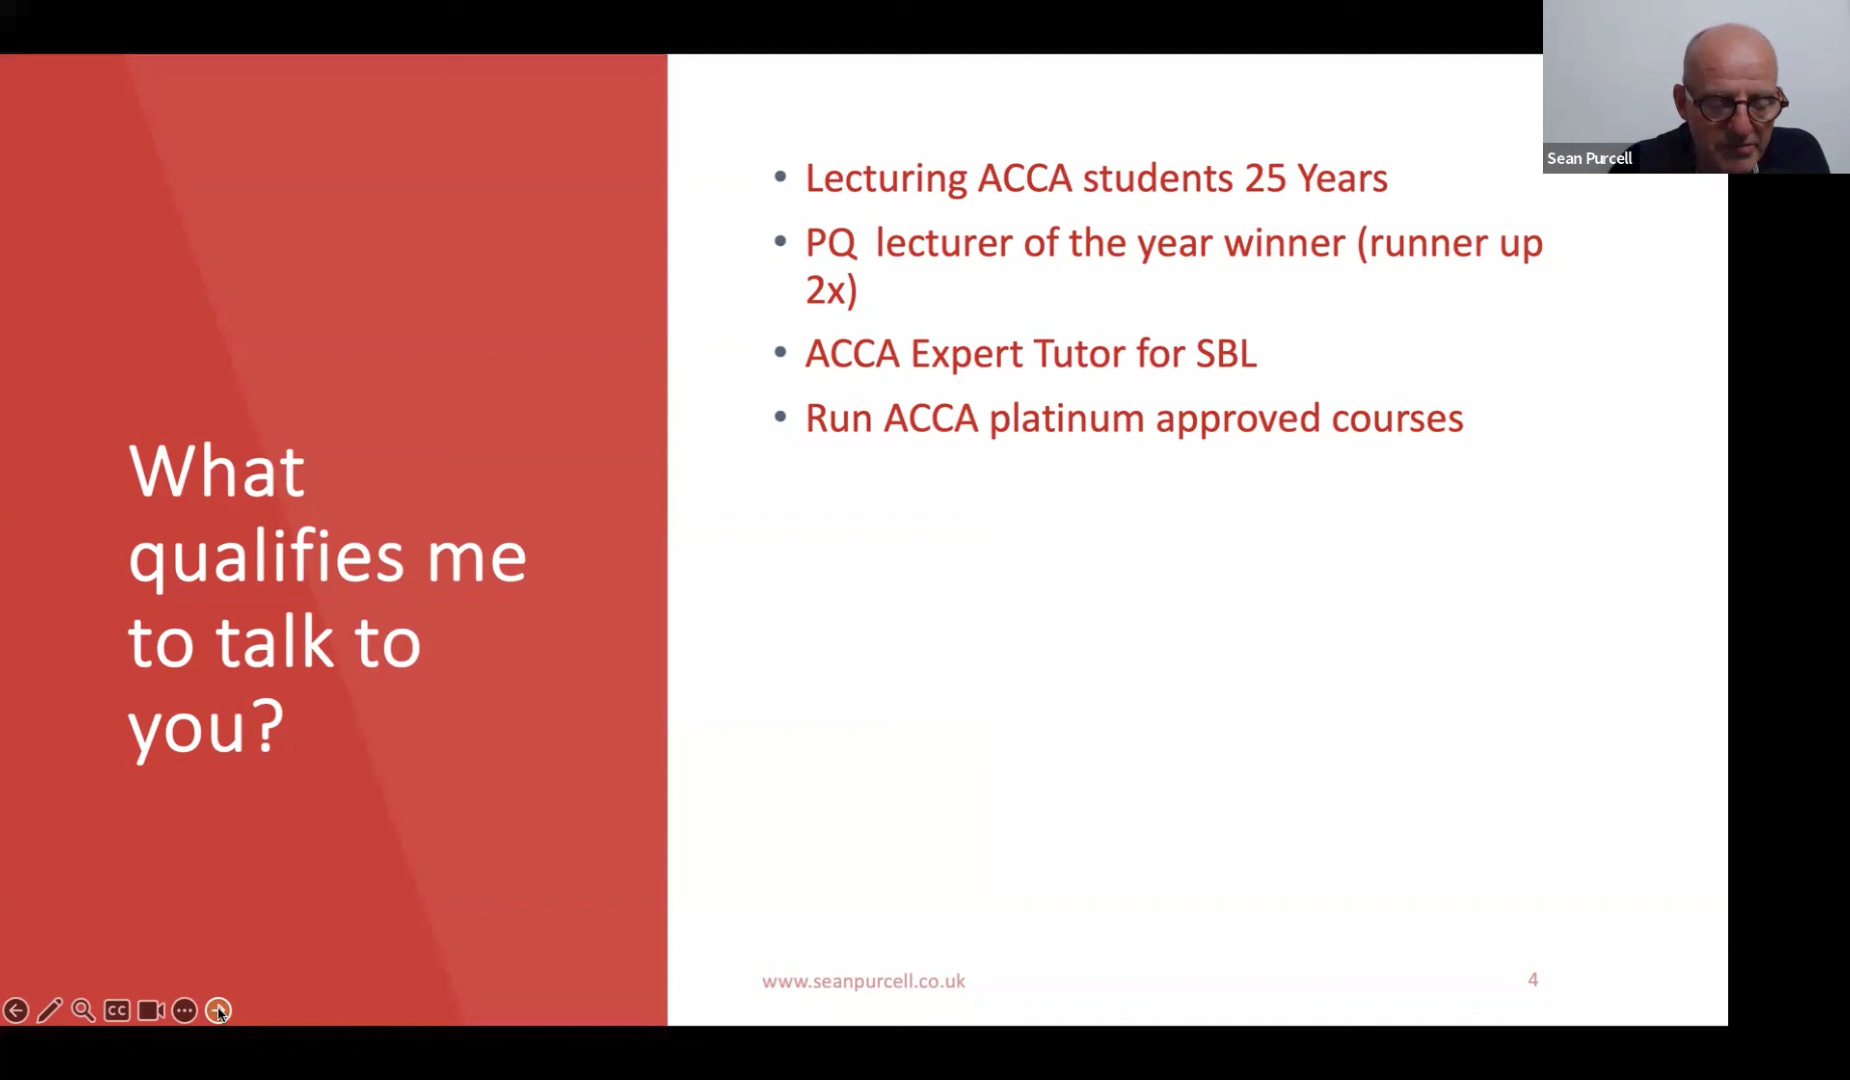 Sean Purcell
• Lecturing ACCA students 25 Years
• PQ  lecturer of the year winner (runner up
2x)
• ACCA Expert Tutor for SBL
• Run ACCA platinum approved courses
What
qualifies me
to talk to
you?
www.seanpurcell.co.uk
4
CC